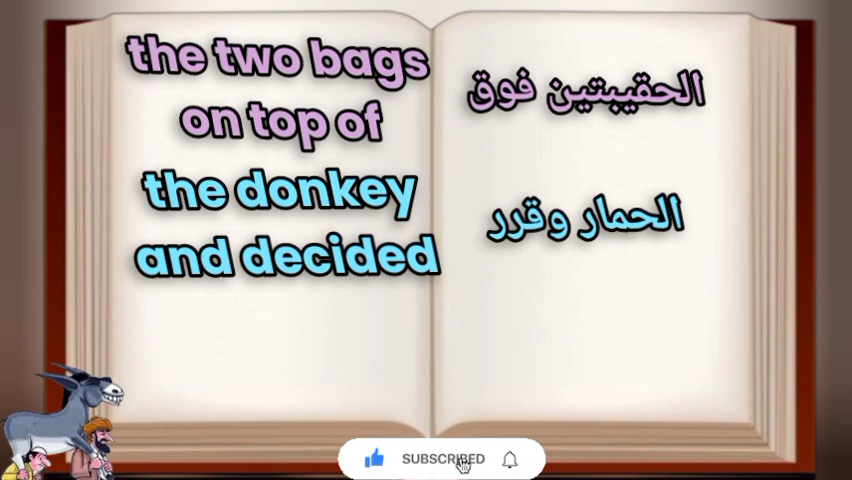 the two bags
on top of
the donkey
and decided
الحقيبتين فوق
الحمار وقرر
SUBSCRIBED